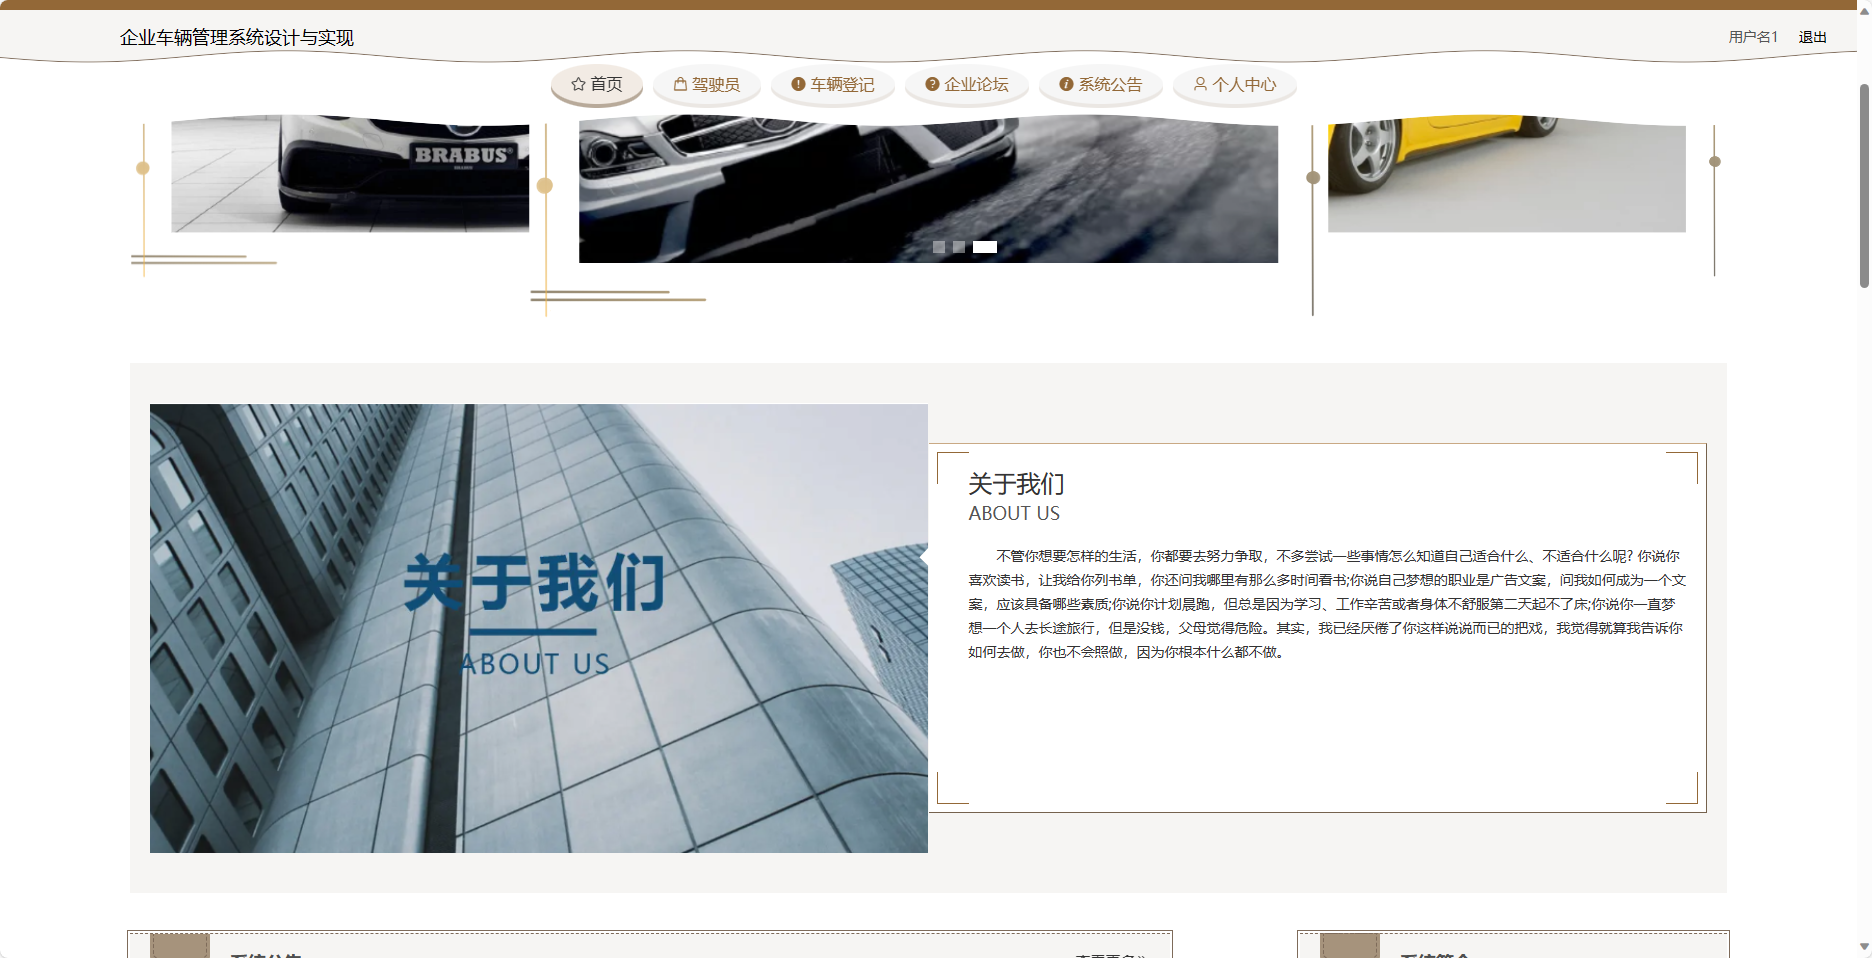 企业车辆管理系统设计与实现
用户名1 退出
首页 驾驶员 车辆登记 企业论坛 系统公告 个人中心
BRABUS
关于我们
ABOUT US
关于我们
ABOUT US
不管你想要怎样的生活，你都要去努力争取，不多尝试一些事情怎么知道自己适合什么、不适合什么呢? 你说你
喜欢读书，让我给你列书单，你还问我哪里有那么多时间看书;你说自己梦想的职业是广告文案，问我如何成为一个文
案，应该具备哪些素质;你说你计划晨跑，但总是因为学习、工作辛苦或者身体不舒服第二天起不了床;你说你一直梦
想一个人去长途旅行，但是没钱，父母觉得危险。其实，我已经厌倦了你这样说说而已的把戏，我觉得就算我告诉你
如何去做，你也不会照做，因为你根本什么都不做。